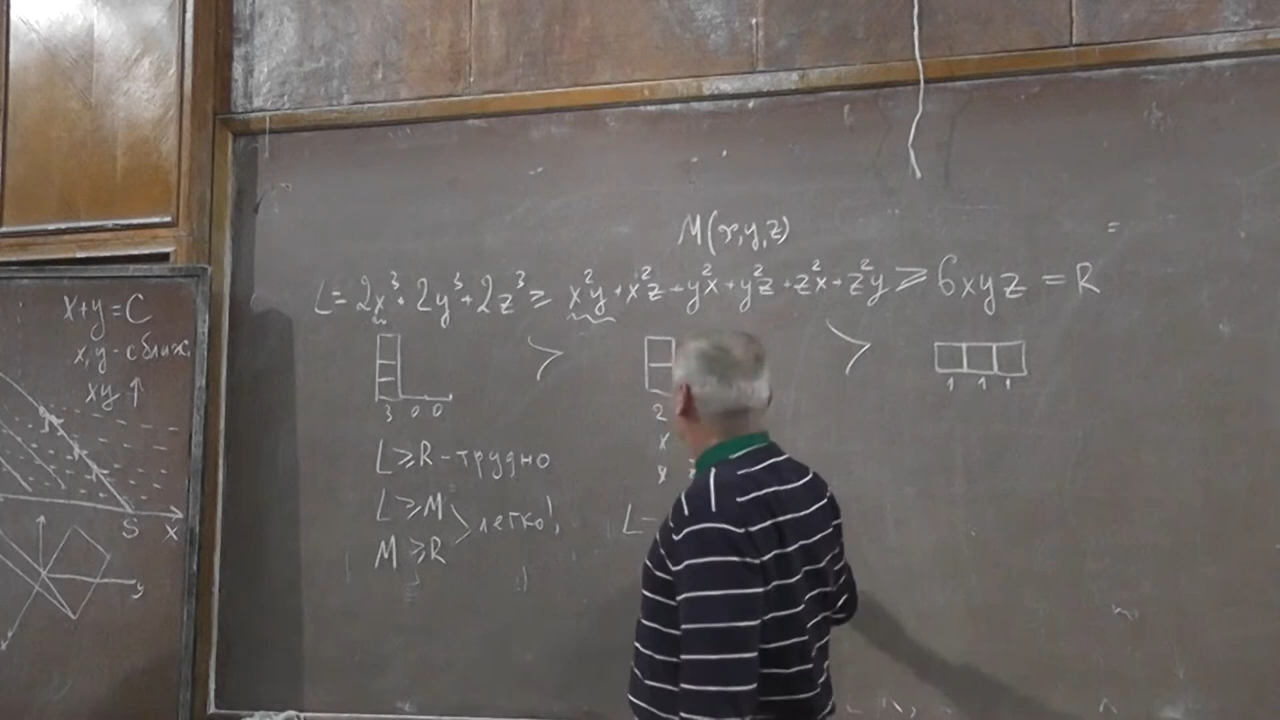 x+y=C
x,y-сближ.
xy↑
S
X
y
M(x,y,z)
L=2x³+2y³+2z³≥x²y+x²z+y²x+y²z+z²x+z²y≥6xyz=R
> >
3 0 0
2
1 1 1
x
x
L≥R-трудно
L≥M
легко!
M≥R
L-